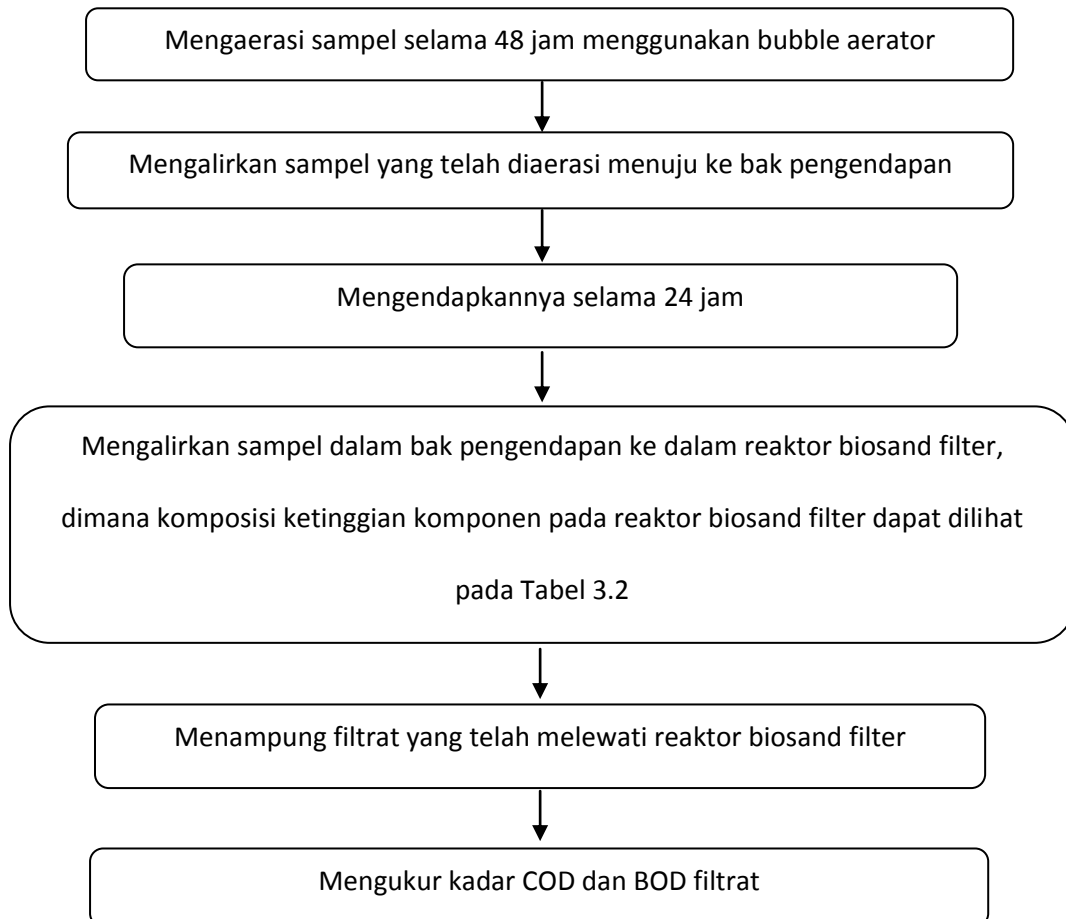 Mengaerasi sampel selama 48 jam menggunakan bubble aerator
Mengalirkan sampel yang telah diaerasi menuju ke bak pengendapan
Mengendapkannya selama 24 jam
Mengalirkan sampel dalam bak pengendapan ke dalam reaktor biosand filter,
dimana komposisi ketinggian komponen pada reaktor biosand filter dapat dilihat
pada Tabel 3.2
Menampung filtrat yang telah melewati reaktor biosand filter
Mengukur kadar COD dan BOD filtrat